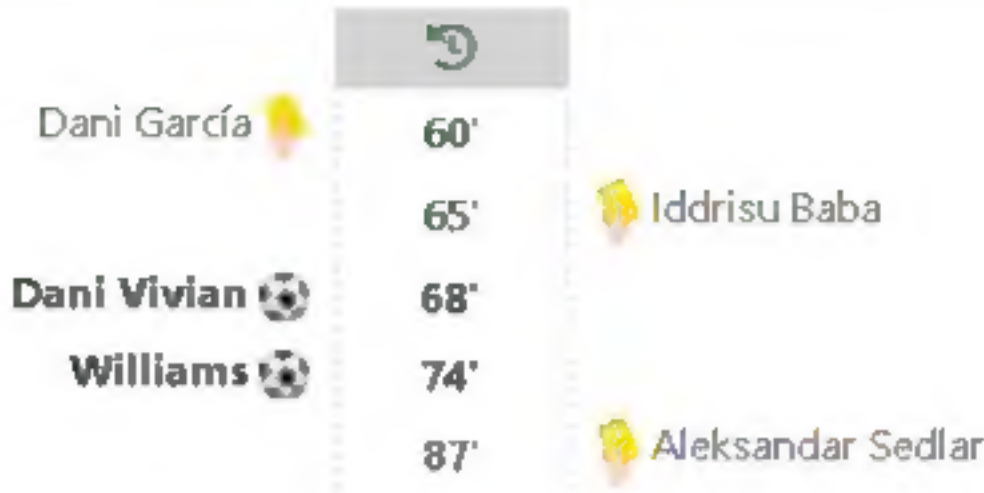 Dani García 60'
65' Iddrisu Baba
Dani Vivian 68'
Williams 74'
87' Aleksandar Sedlar